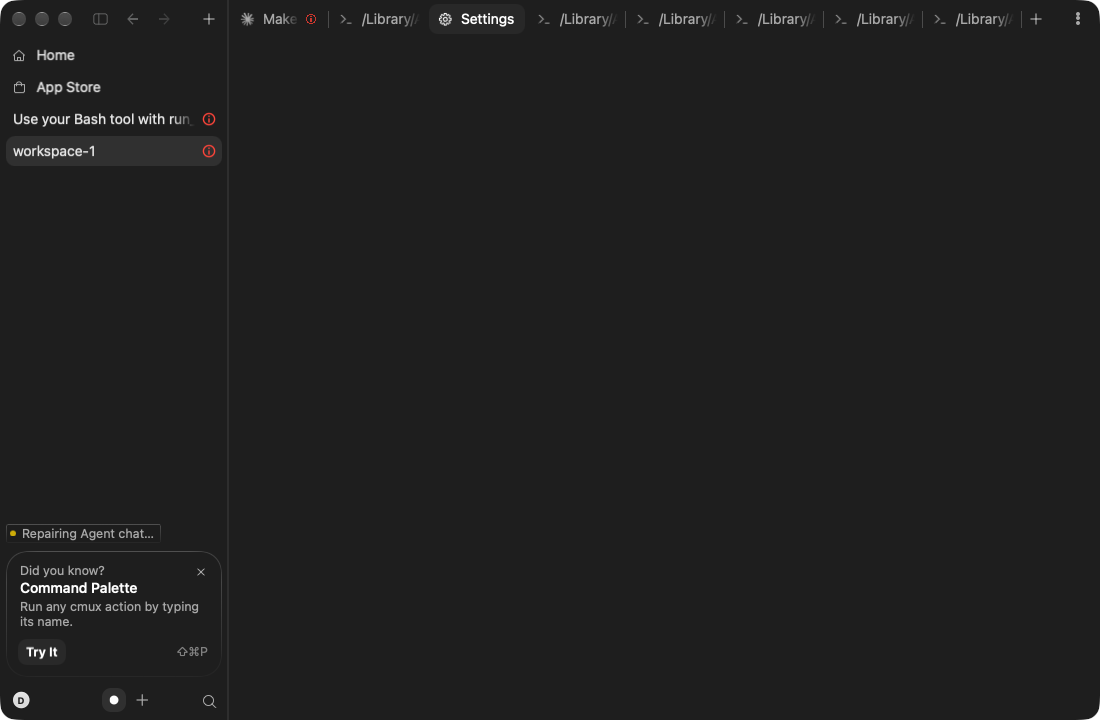 Make
/Library/
Settings
/Library/
/Library/
/Library/
/Library/
/Library/
Home
App Store
Use your Bash tool with run_
workspace-1
Repairing Agent chat...
Did you know?
Command Palette
Run any cmux action by typing
its name.
Try It
⇧⌘P
D